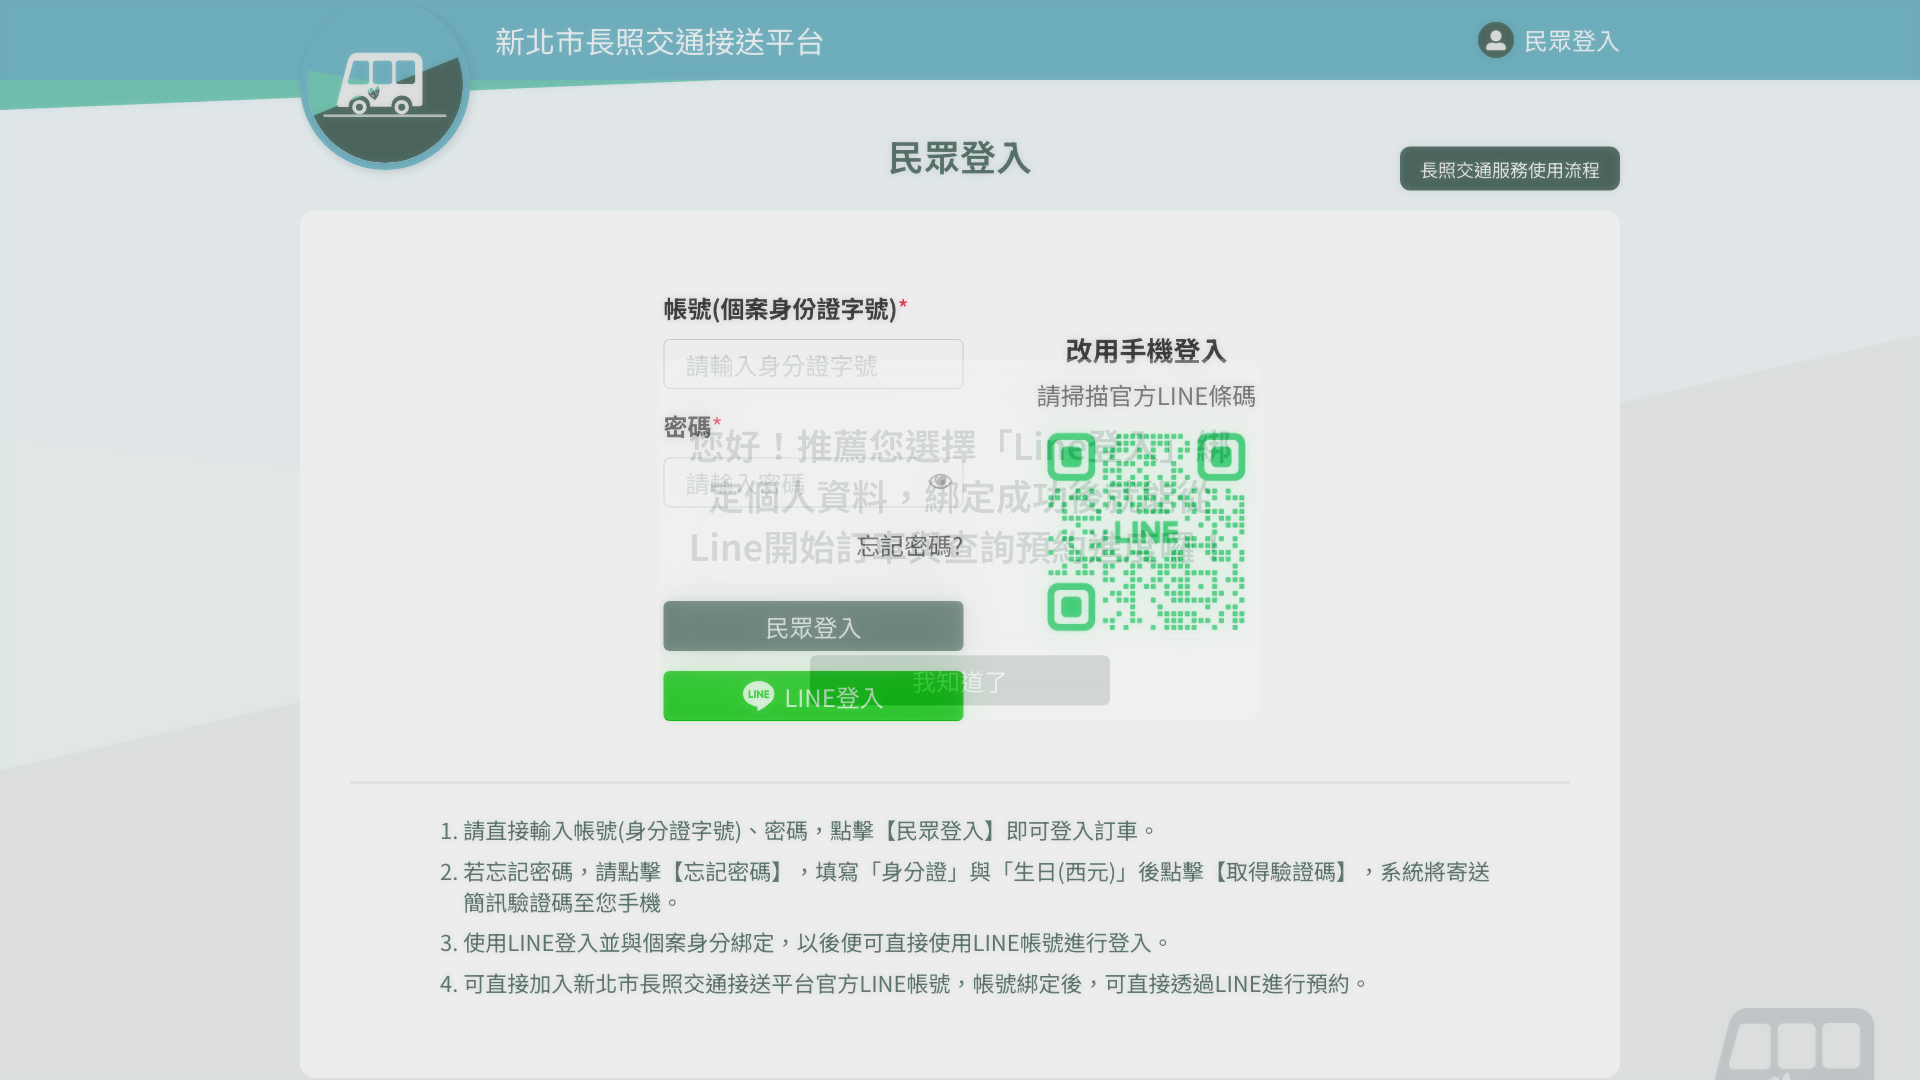 新北市長照交通接送平台
民眾登入
民眾登入
長照交通服務使用流程
帳號(個案身份證字號)*
請輸入身分證字號
密碼*
請輸入密碼
忘記密碼?
民眾登入
LINE LINE登入
改用手機登入
請掃描官方LINE條碼
LINE
您好！推薦您選擇「Line登入」綁
定個人資料，綁定成功後就能從
Line開始訂車與查詢預約進度囉！
我知道了
1. 請直接輸入帳號(身分證字號)、密碼，點擊【民眾登入】即可登入訂車。
2. 若忘記密碼，請點擊【忘記密碼】，填寫「身分證」與「生日(西元)」後點擊【取得驗證碼】，系統將寄送
簡訊驗證碼至您手機。
3. 使用LINE登入並與個案身分綁定，以後便可直接使用LINE帳號進行登入。
4. 可直接加入新北市長照交通接送平台官方LINE帳號，帳號綁定後，可直接透過LINE進行預約。